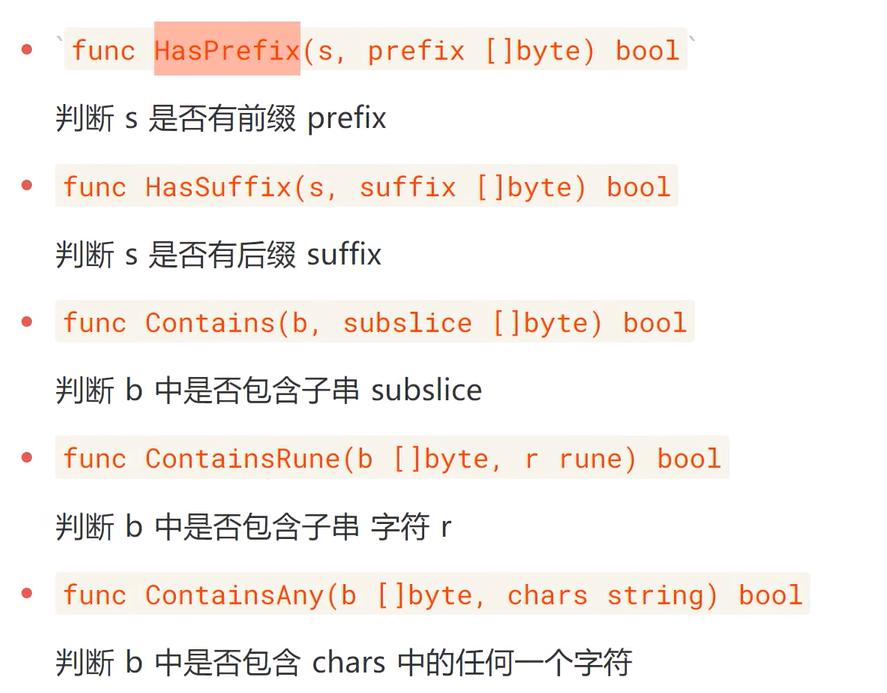 `func HasPrefix(s, prefix []byte) bool`
判断 s 是否有前缀 prefix
func HasSuffix(s, suffix []byte) bool
判断 s 是否有后缀 suffix
func Contains(b, subslice []byte) bool
判断 b 中是否包含子串 subslice
func ContainsRune(b []byte, r rune) bool
判断 b 中是否包含子串 字符 r
func ContainsAny(b []byte, chars string) bool
判断 b 中是否包含 chars 中的任何一个字符